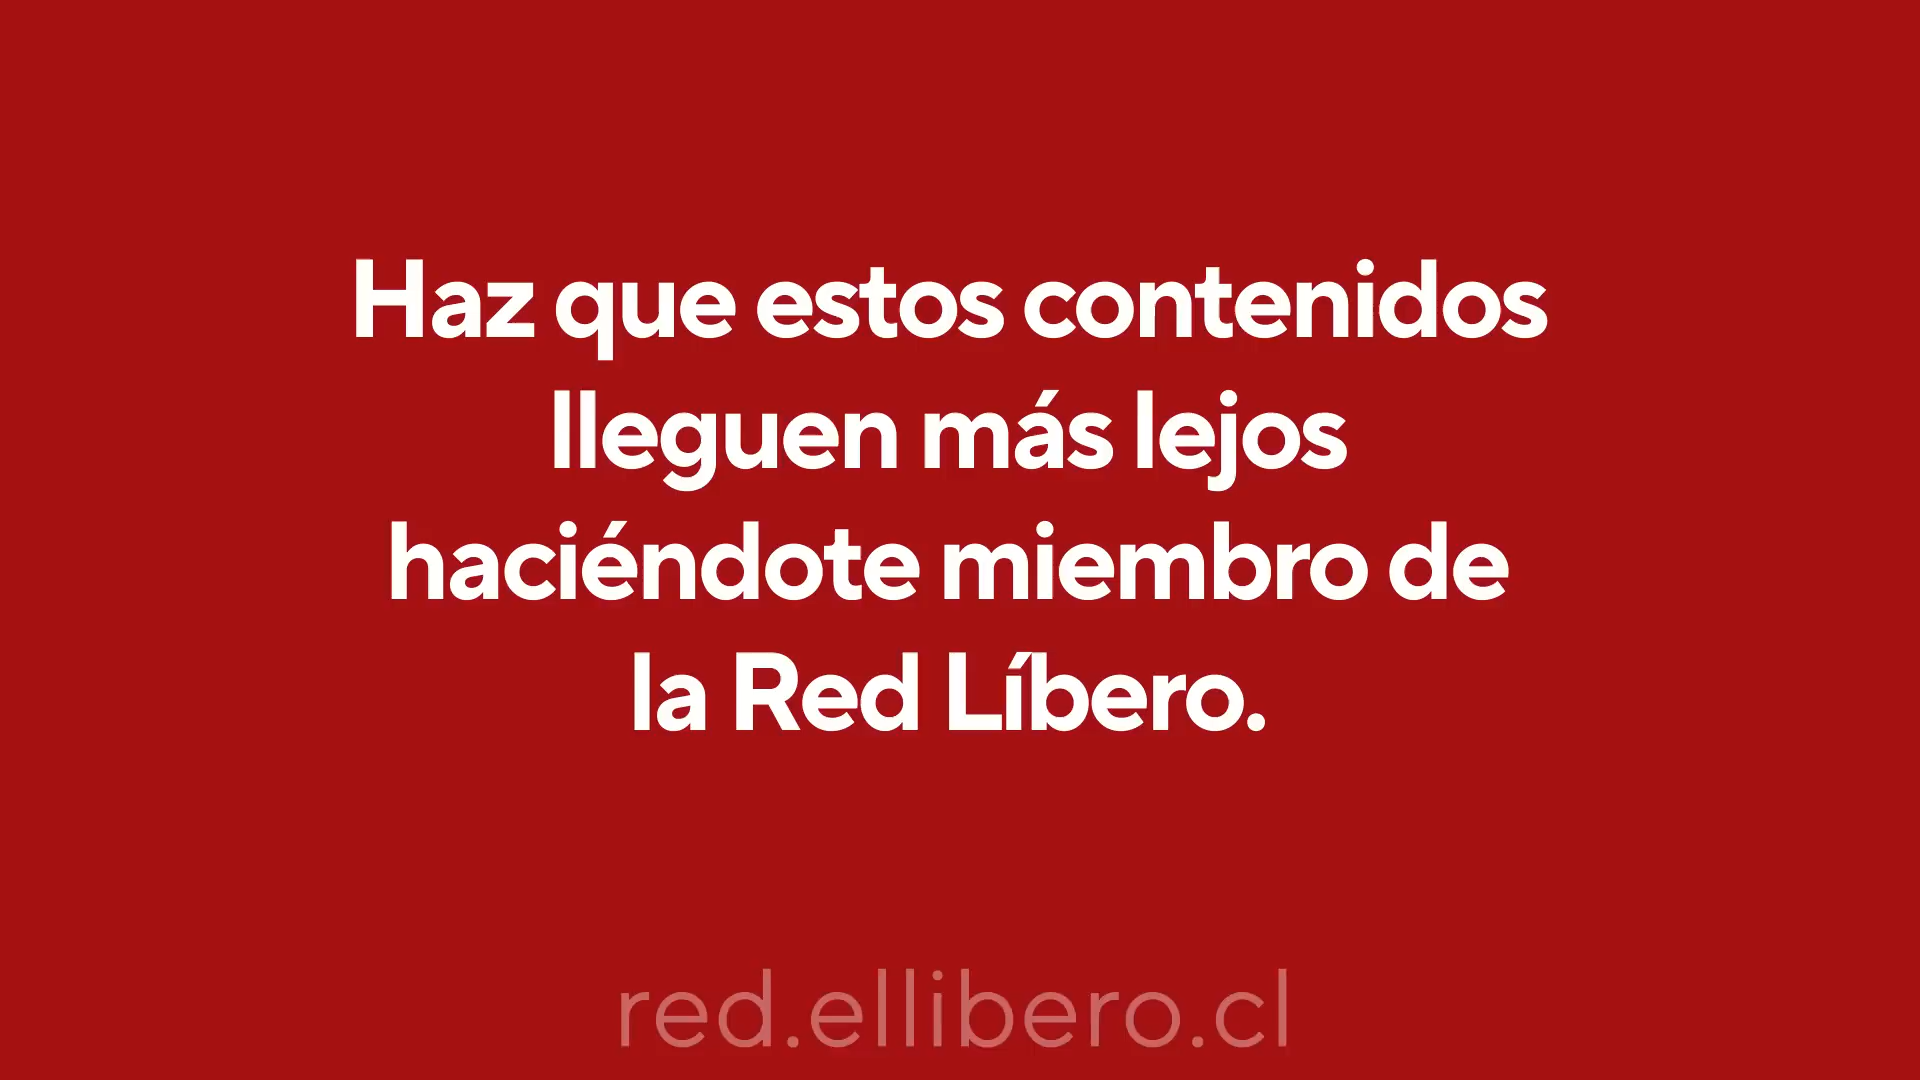 Haz que estos contenidos
lleguen más lejos
haciéndote miembro de
la Red Líbero.
red.ellibero.cl